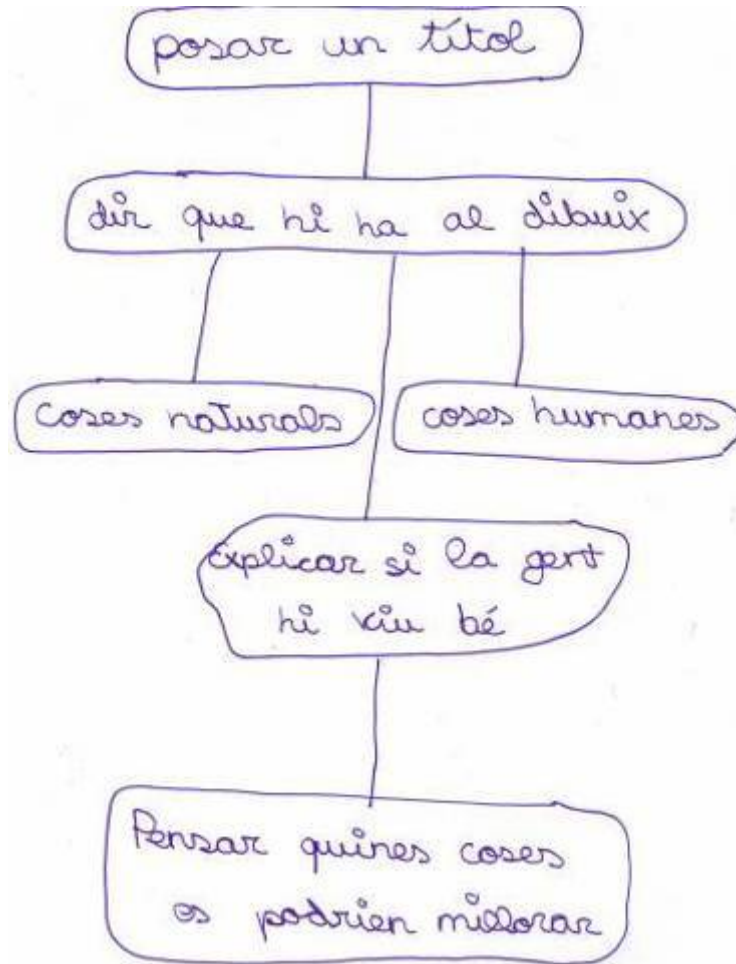 posar un títol
dir que hi ha al dibuix
coses naturals
coses humanes
explicar si la gent
hi viu bé
Pensar quines coses
es podrien millorar